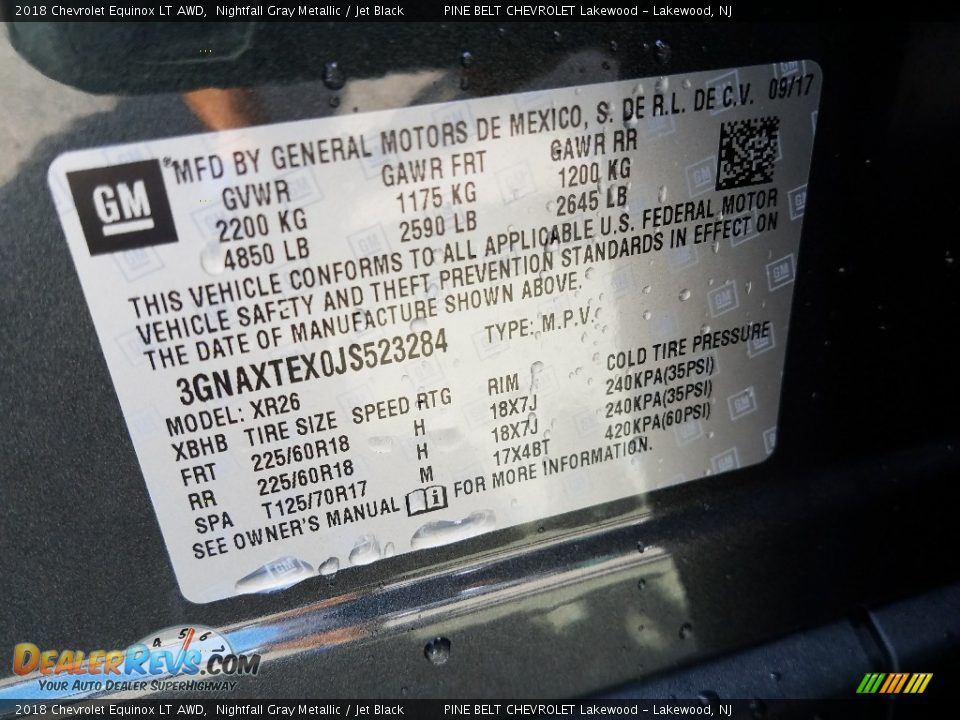 2018 Chevrolet Equinox LT AWD, Nightfall Gray Metallic / Jet Black PINE BELT CHEVROLET Lakewood - Lakewood, NJ
GM
MFD BY GENERAL MOTORS DE MEXICO, S. DE R.L. DE C.V. 09/17
GVWR GAWR FRT GAWR RR
2200 KG 1175 KG 1200 KG
4850 LB 2590 LB 2645 LB
THIS VEHICLE CONFORMS TO ALL APPLICABLE U.S. FEDERAL MOTOR
VEHICLE SAFETY AND THEFT PREVENTION STANDARDS IN EFFECT ON
THE DATE OF MANUFACTURE SHOWN ABOVE.
3GNAXTEX0JS523284 TYPE: M.P.V.
MODEL: XR26
XBHB TIRE SIZE SPEED RTG RIM COLD TIRE PRESSURE
FRT 225/60R18 H 18X7J 240KPA(35PSI)
RR 225/60R18 H 18X7J 240KPA(35PSI)
SPA T125/70R17 M 17X4BT 420KPA(60PSI)
SEE OWNER'S MANUAL i FOR MORE INFORMATION.
4 5 6 7
DEALERREVS.COM
YOUR AUTO DEALER SUPERHIGHWAY
2018 Chevrolet Equinox LT AWD, Nightfall Gray Metallic / Jet Black PINE BELT CHEVROLET Lakewood - Lakewood, NJ